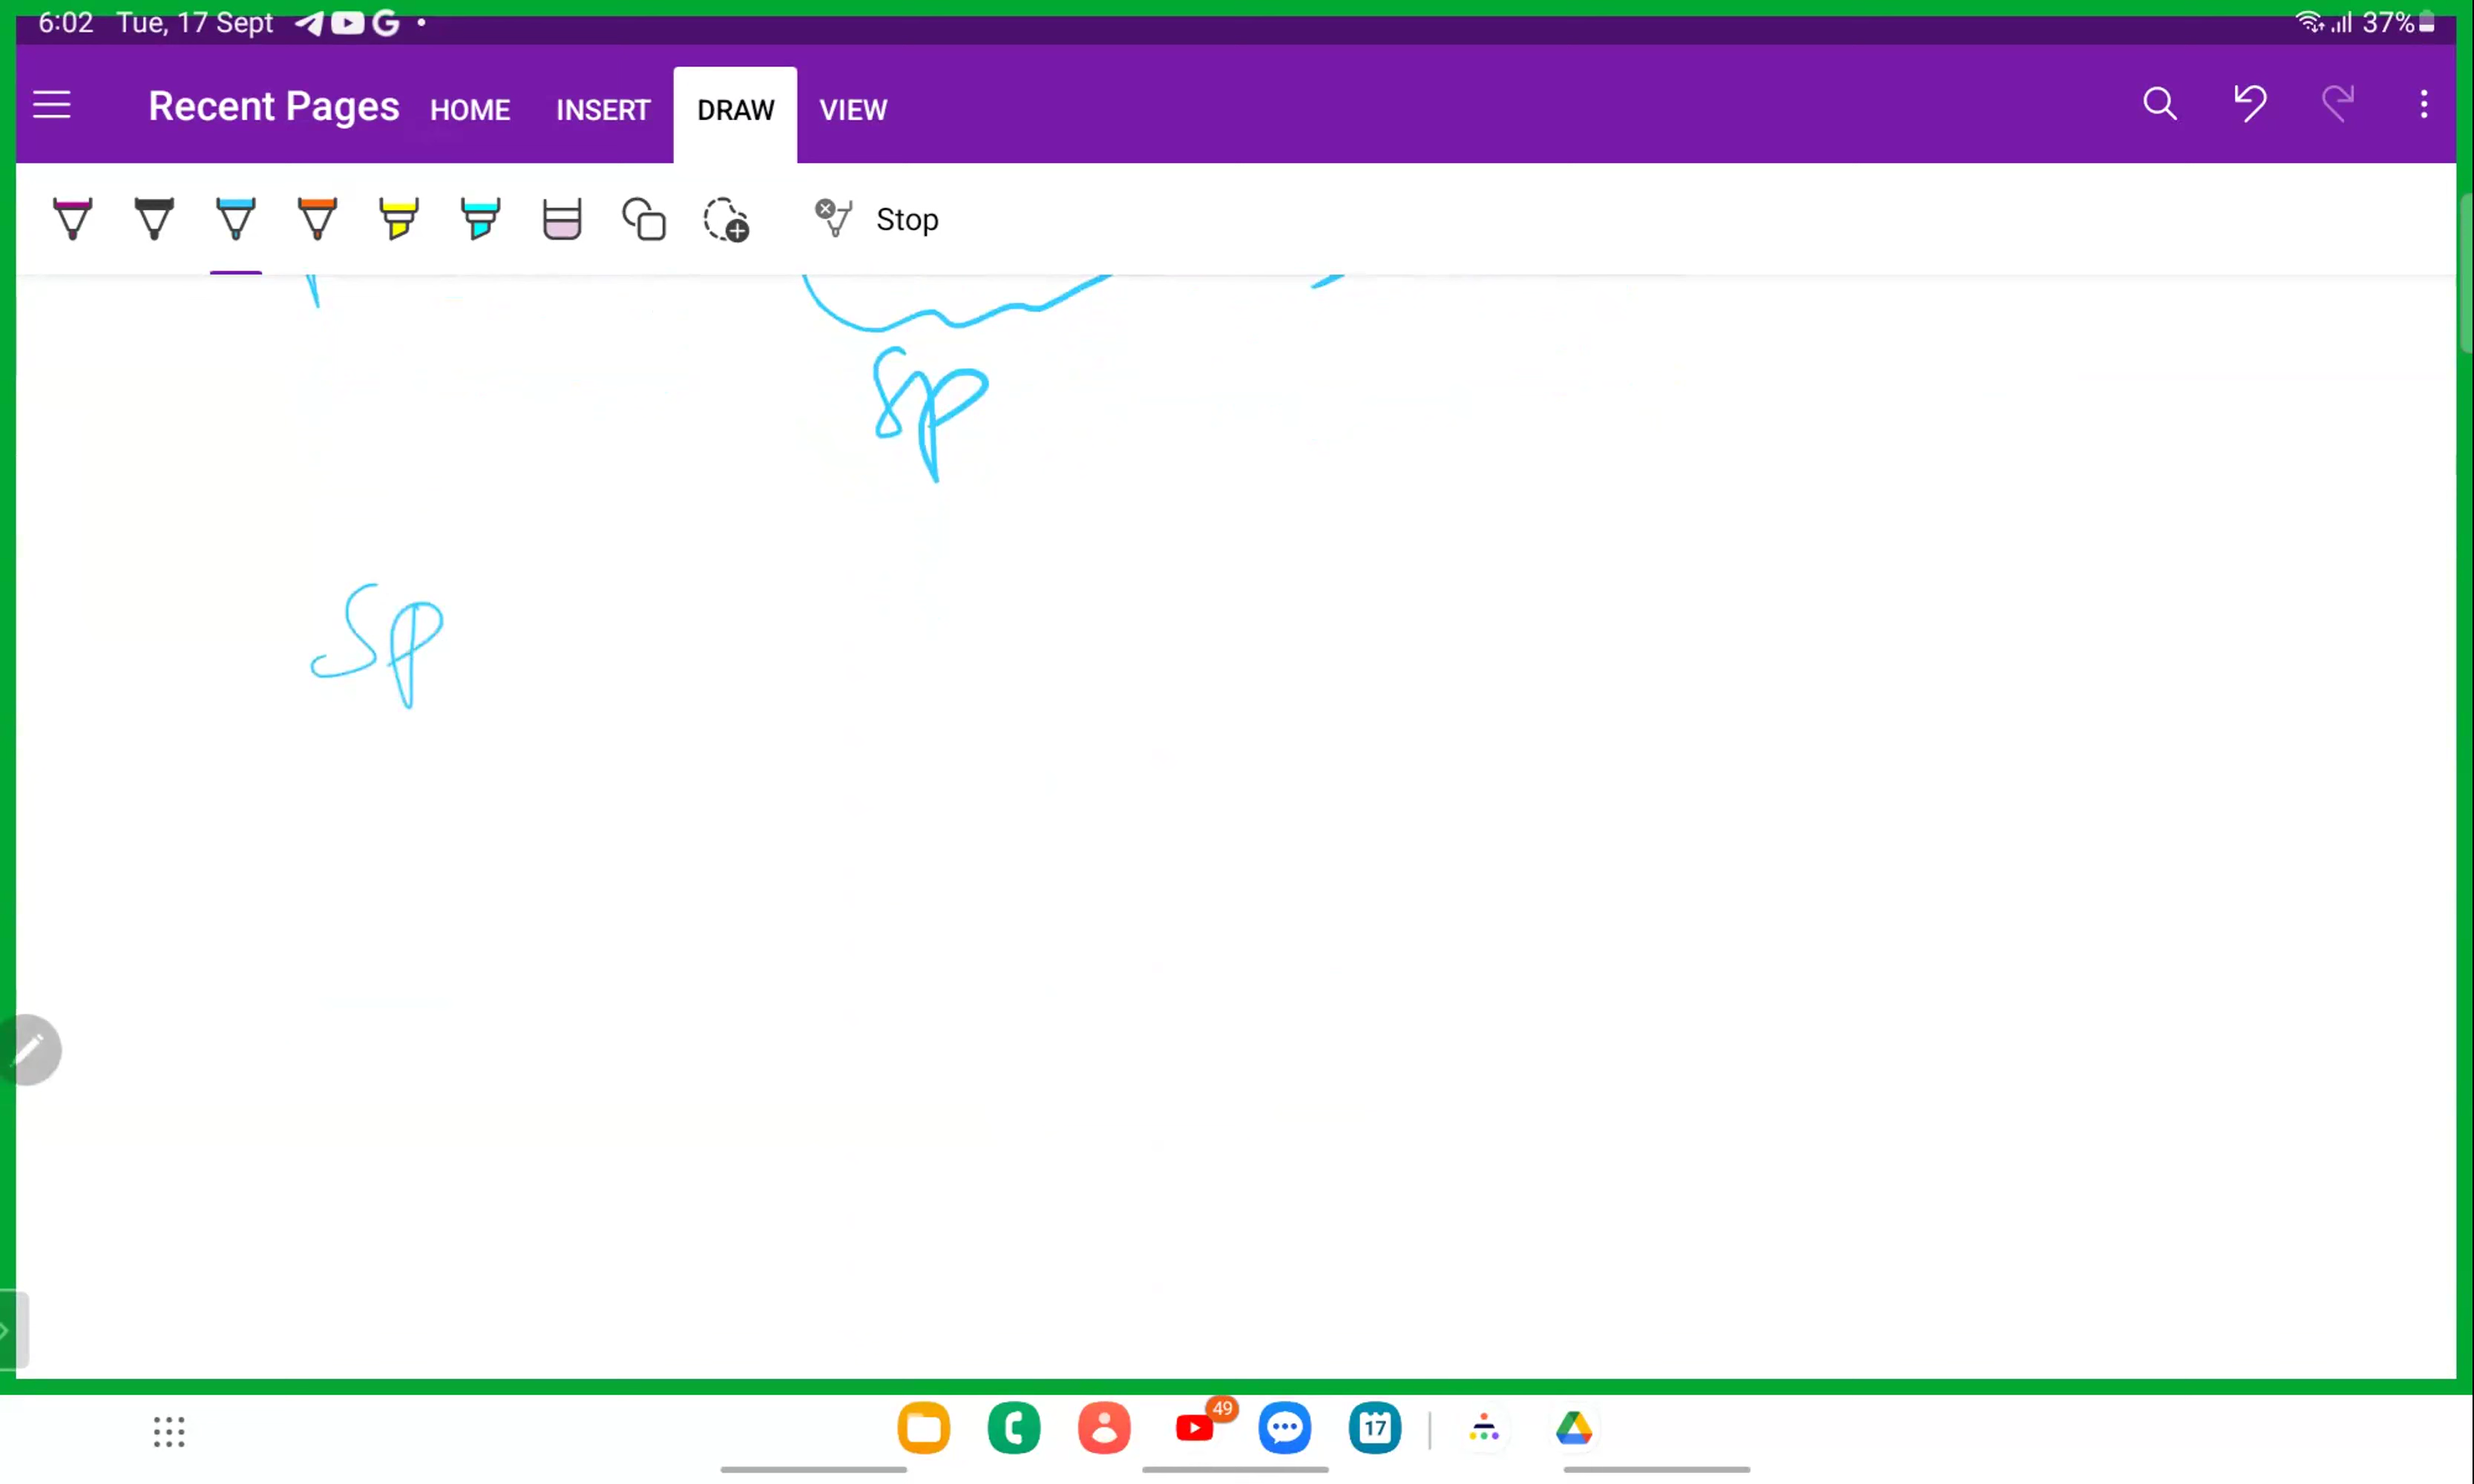 6:02 Tue, 17 Sept 37%
Recent Pages HOME INSERT DRAW VIEW
Stop
Sp
Sp
49
17